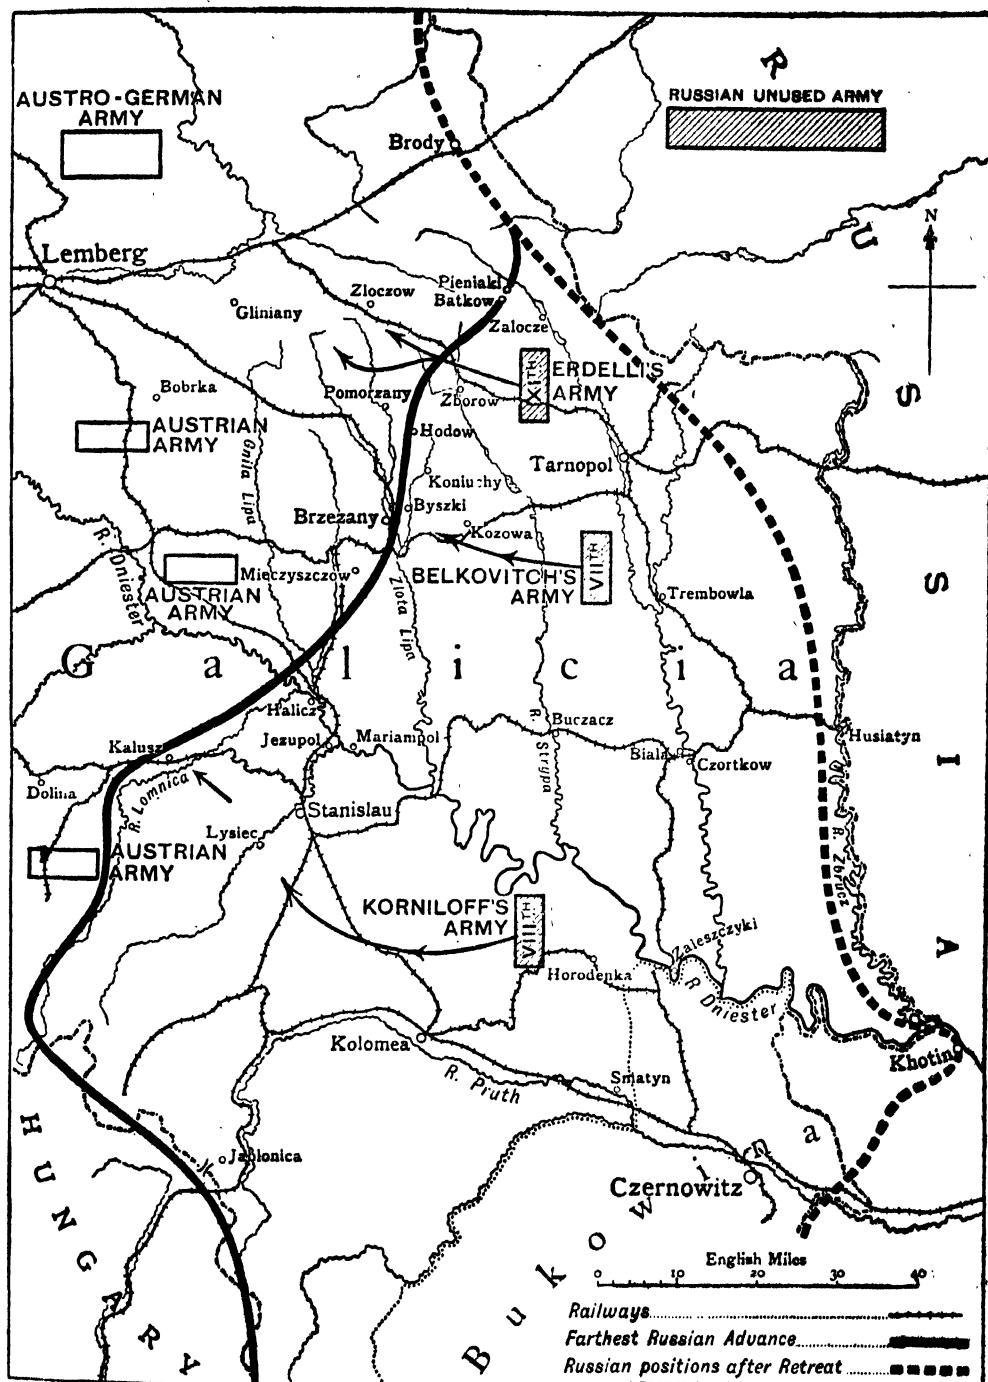 AUSTRO-GERMAN
ARMY
RUSSIAN UNUSED ARMY
R
U
S
S
I
A
N
Brody
Lemberg
Pieniaki
Batkow
Zloczow
Gliniany
Zalocze
ERDELLI'S
ARMY
XITH
Bobrka
Pomorzany
Zborow
AUSTRIAN
ARMY
Hodow
Gnila Lipa
Tarnopol
Koniuchy
Brzezany
Byszki
Kozowa
R. Dniester
VIITH
BELKOVITCH'S
ARMY
Mieczyszczow
AUSTRIAN
ARMY
Zlota Lipa
Trembowla
G a l i c i a
Halicz
Buczacz
R. Strypa
Jezupol
Mariampol
Husiatyn
Kalusz
Biala
Czortkow
Dolina
R. Lomnica
Stanislau
Lysiec
R. Zbrucz
AUSTRIAN
ARMY
KORNILOFF'S
ARMY
VIIITH
Zaleszczyki
Horodenka
R Dniester
Kolomea
Khotin
R. Pruth
Smatyn
HUNGARY
Jablonica
Czernowitz
Bukowina
English Miles
0 10 20 30 40
Railways
Farthest Russian Advance
Russian positions after Retreat